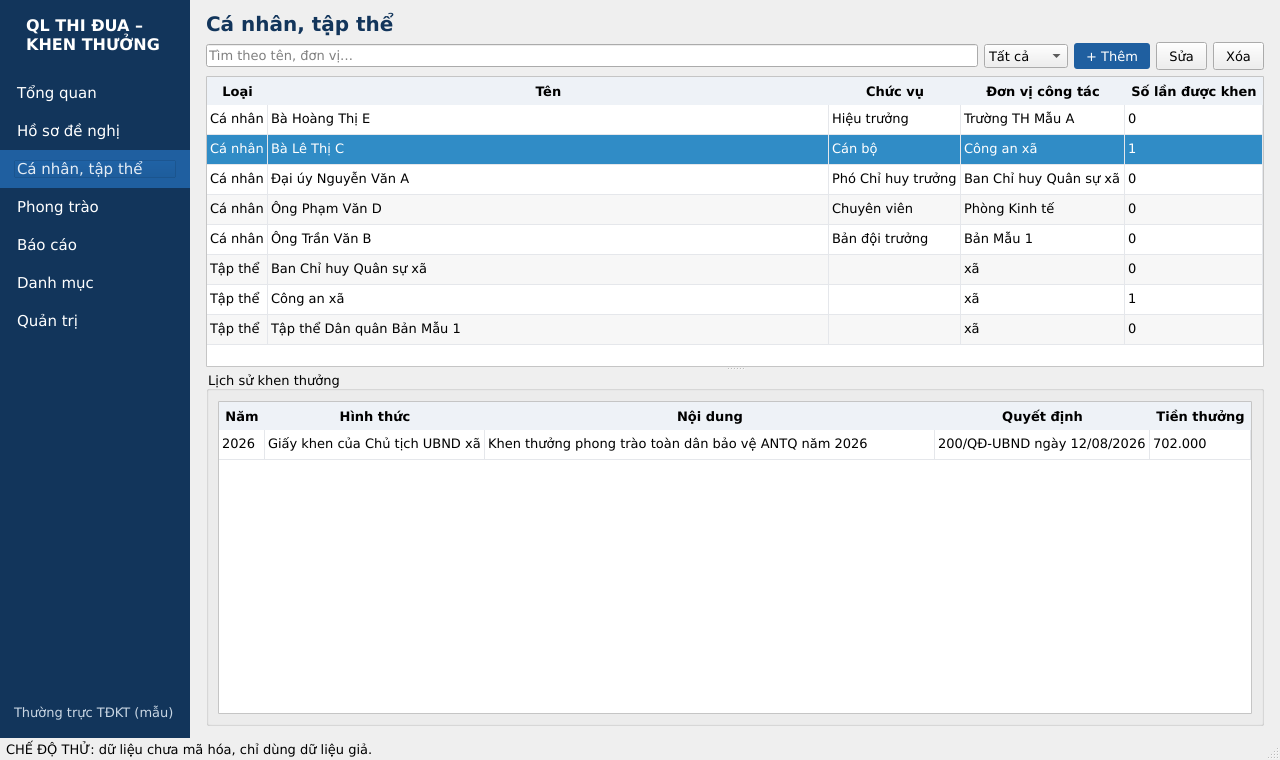 QL THI ĐUA –
KHEN THƯỞNG
Tổng quan
Hồ sơ đề nghị
Cá nhân, tập thể
Phong trào
Báo cáo
Danh mục
Quản trị
Thường trực TĐKT (mẫu)
Cá nhân, tập thể
Tìm theo tên, đơn vị... Tất cả + Thêm Sửa Xóa
Loại Tên Chức vụ Đơn vị công tác Số lần được khen
Cá nhân Bà Hoàng Thị E Hiệu trưởng Trường TH Mẫu A 0
Cá nhân Bà Lê Thị C Cán bộ Công an xã 1
Cá nhân Đại úy Nguyễn Văn A Phó Chỉ huy trưởng Ban Chỉ huy Quân sự xã 0
Cá nhân Ông Phạm Văn D Chuyên viên Phòng Kinh tế 0
Cá nhân Ông Trần Văn B Bản đội trưởng Bản Mẫu 1 0
Tập thể Ban Chỉ huy Quân sự xã xã 0
Tập thể Công an xã xã 1
Tập thể Tập thể Dân quân Bản Mẫu 1 xã 0
Lịch sử khen thưởng
Năm Hình thức Nội dung Quyết định Tiền thưởng
2026 Giấy khen của Chủ tịch UBND xã Khen thưởng phong trào toàn dân bảo vệ ANTQ năm 2026 200/QĐ-UBND ngày 12/08/2026 702.000
CHẾ ĐỘ THỬ: dữ liệu chưa mã hóa, chỉ dùng dữ liệu giả.